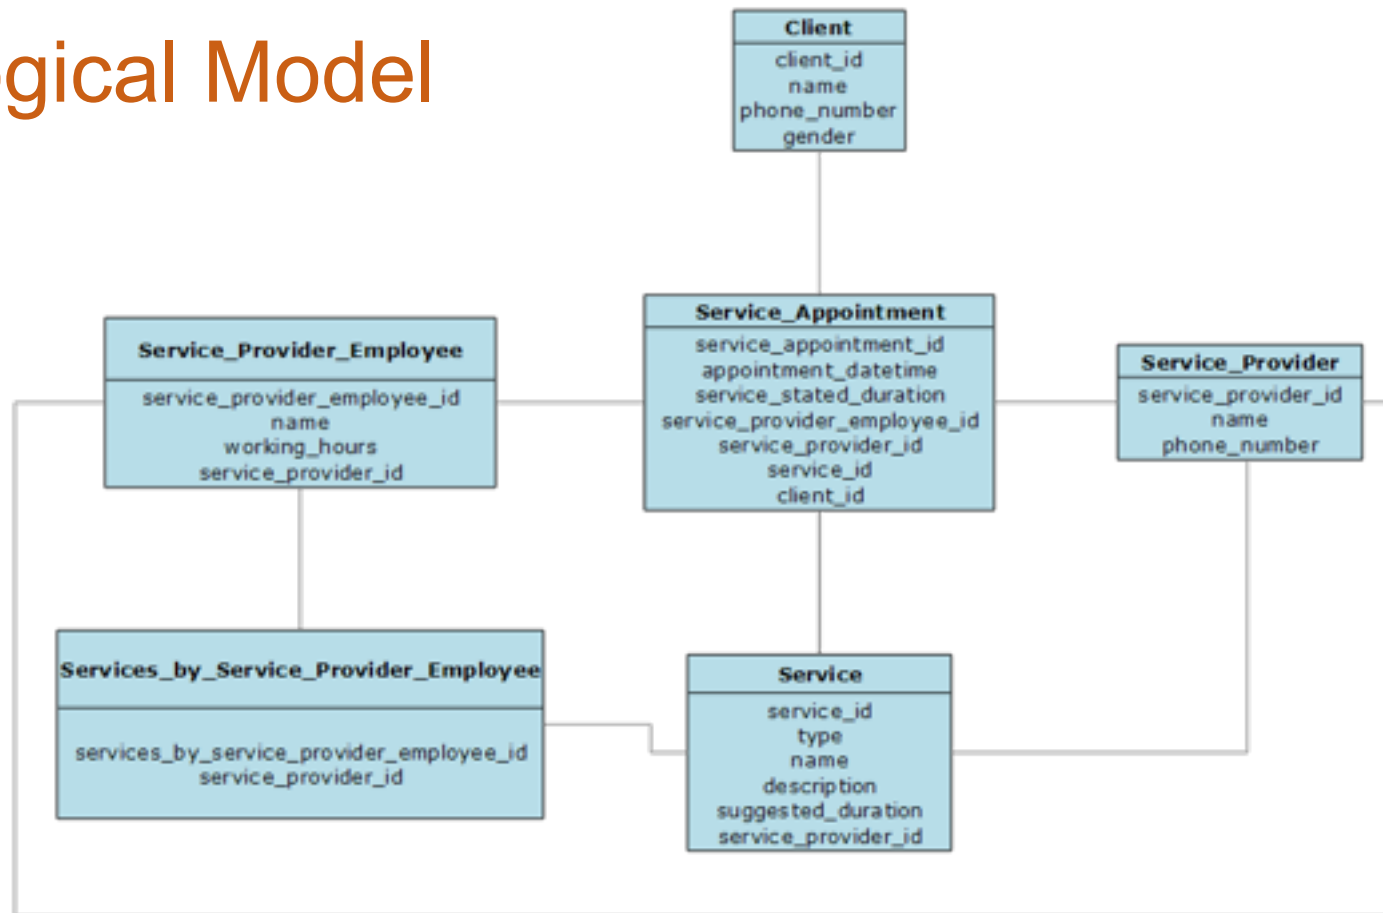 gical Model
Client
client_id
name
phone_number
gender
Service_Appointment
service_appointment_id
appointment_datetime
service_stated_duration
service_provider_employee_id
service_provider_id
service_id
client_id
Service_Provider_Employee
service_provider_employee_id
name
working_hours
service_provider_id
Service_Provider
service_provider_id
name
phone_number
Services_by_Service_Provider_Employee
services_by_service_provider_employee_id
service_provider_id
Service
service_id
type
name
description
suggested_duration
service_provider_id